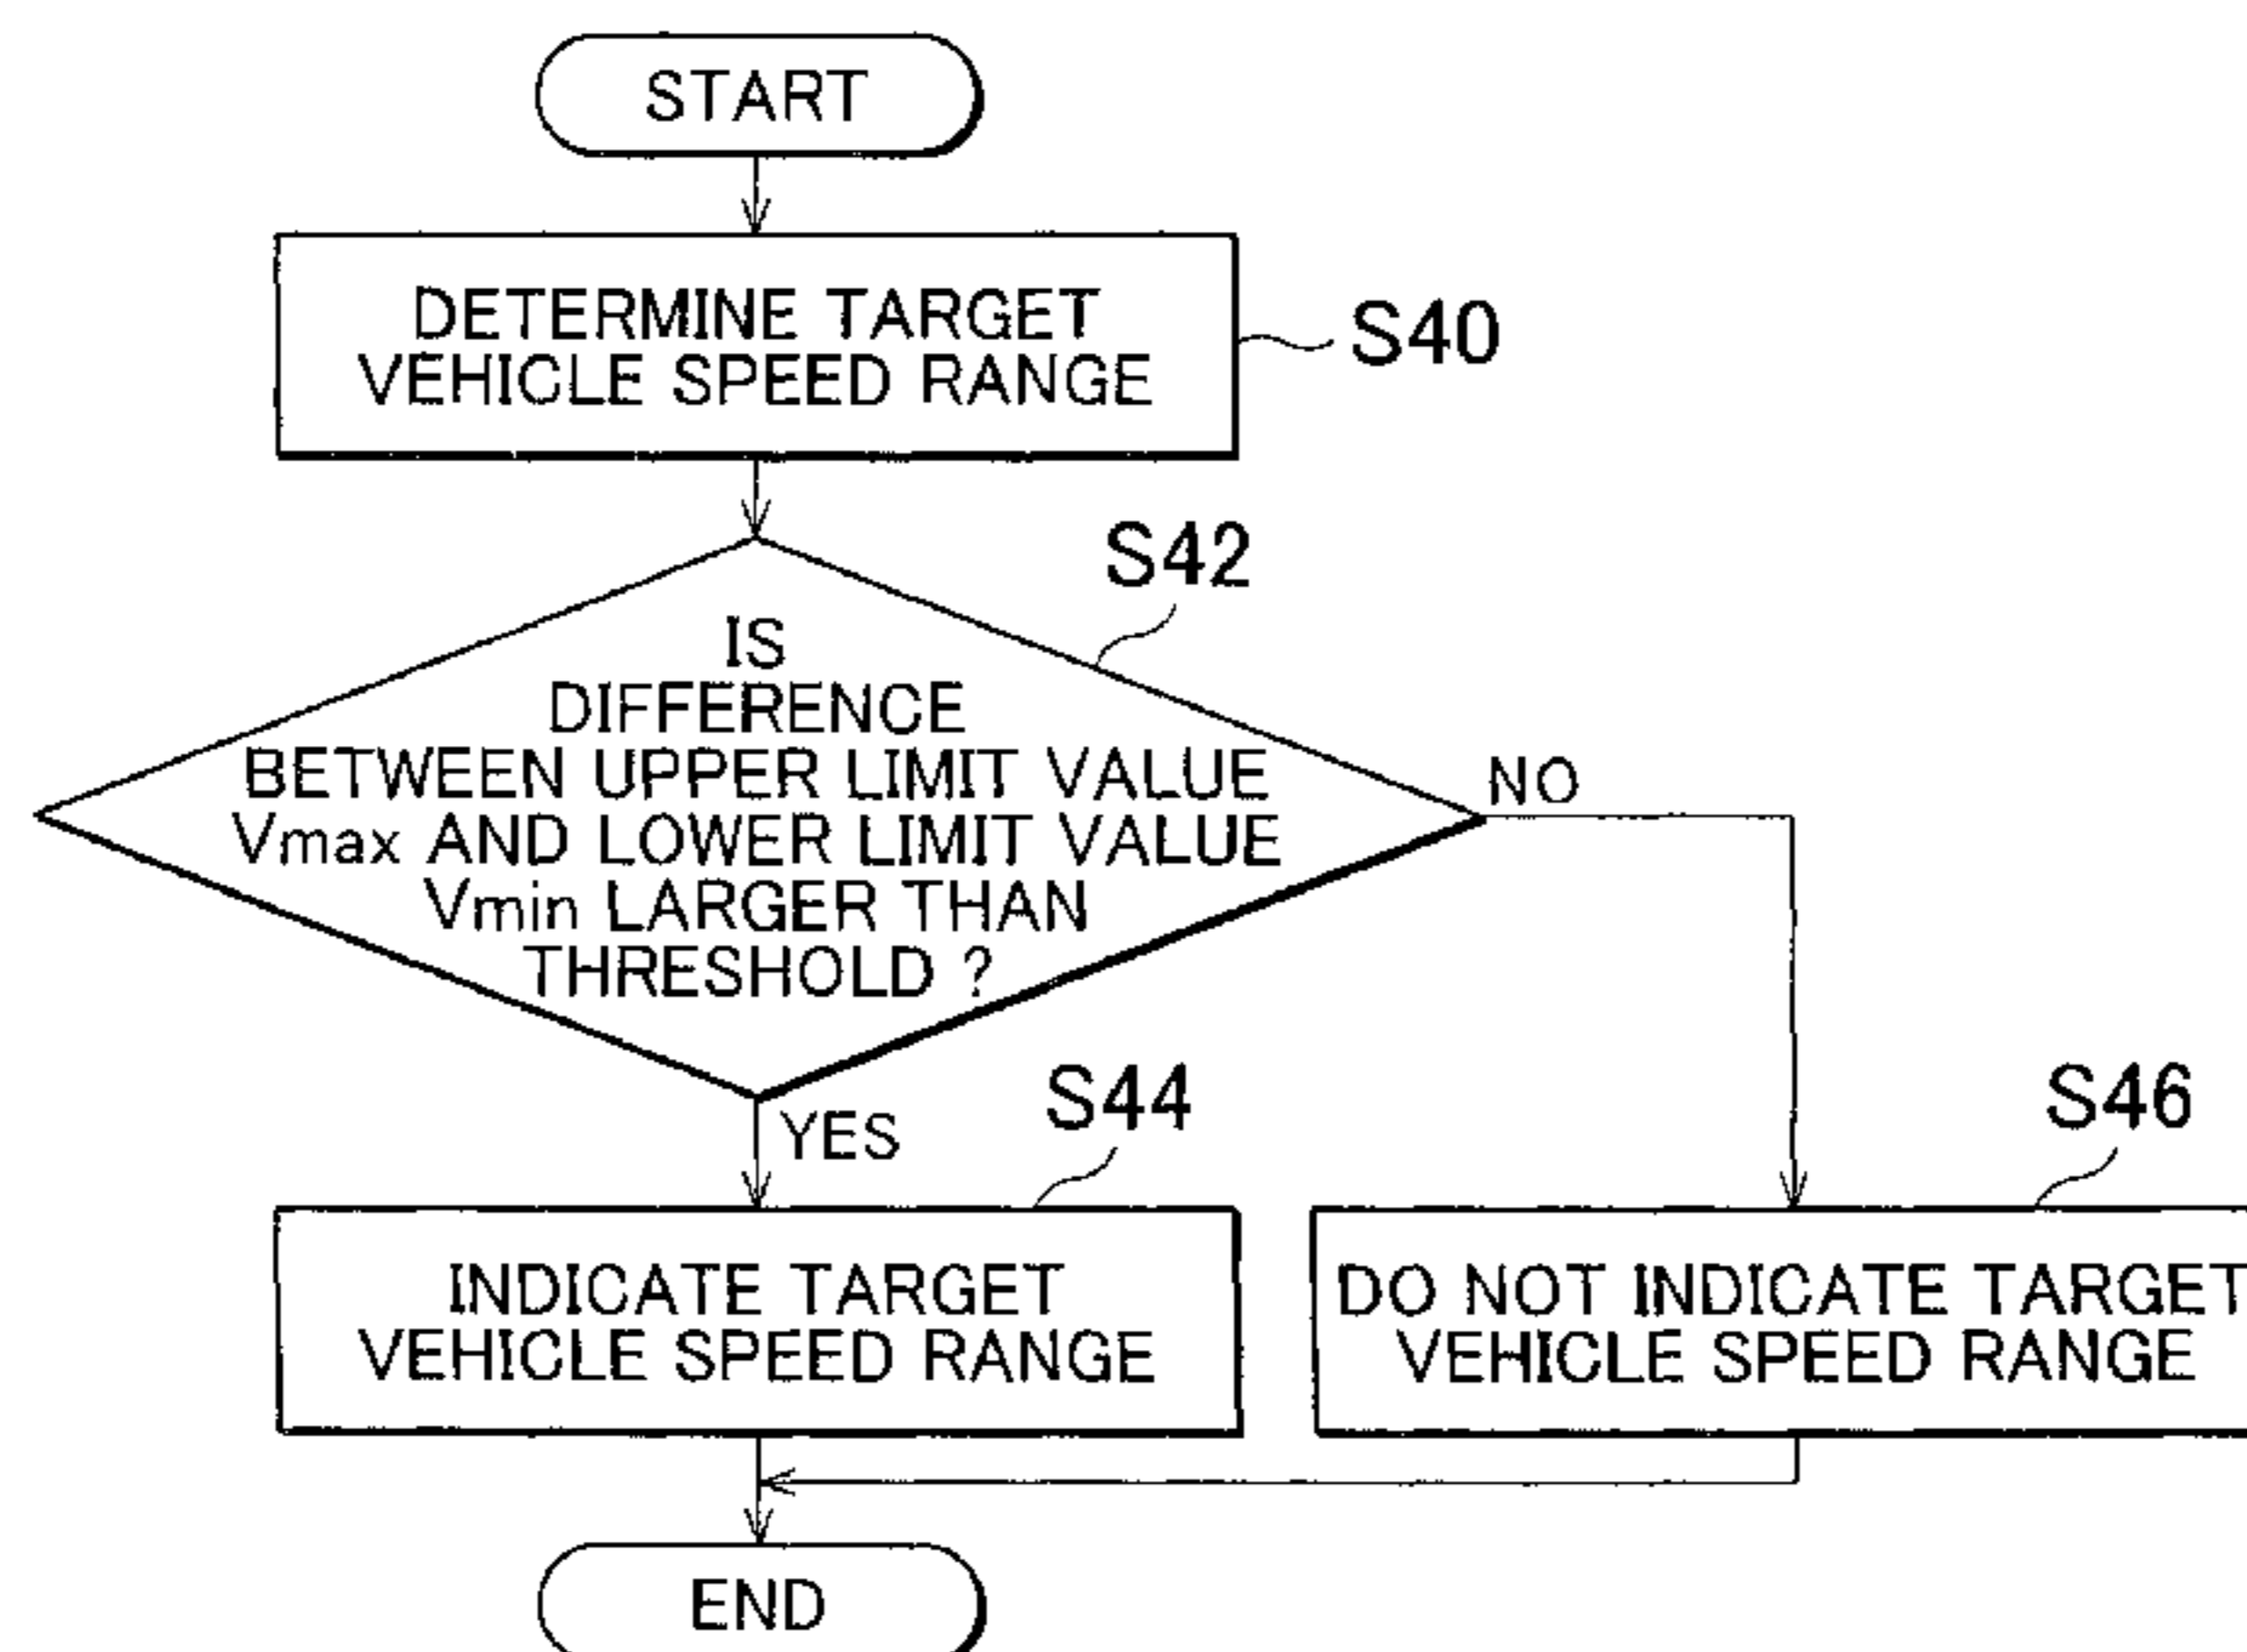 START
DETERMINE TARGET
VEHICLE SPEED RANGE
S40
S42
IS
DIFFERENCE
BETWEEN UPPER LIMIT VALUE
Vmax AND LOWER LIMIT VALUE
Vmin LARGER THAN
THRESHOLD ?
NO
YES
S44
INDICATE TARGET
VEHICLE SPEED RANGE
S46
DO NOT INDICATE TARGET
VEHICLE SPEED RANGE
END